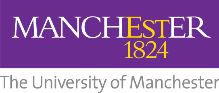 MANCHESTER
1824
The University of Manchester